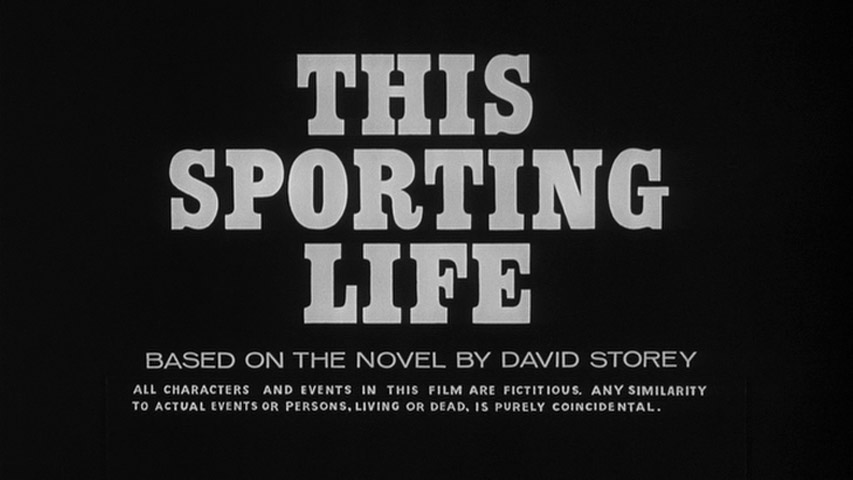 THIS
SPORTING
LIFE
BASED ON THE NOVEL BY DAVID STOREY
ALL CHARACTERS AND EVENTS IN THIS FILM ARE FICTITIOUS. ANY SIMILARITY
TO ACTUAL EVENTS OR PERSONS, LIVING OR DEAD, IS PURELY COINCIDENTAL.